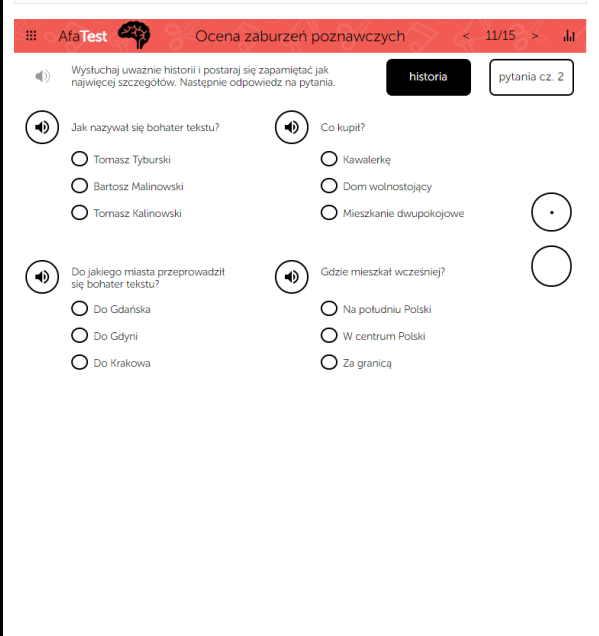 AfaTest
Ocena zaburzeń poznawczych
< 11/15 >
Wysłuchaj uważnie historii i postaraj się zapamiętać jak
najwięcej szczegółów. Następnie odpowiedz na pytania.
historia
pytania cz. 2
Jak nazywał się bohater tekstu?
Tomasz Tyburski
Bartosz Malinowski
Tomasz Kalinowski
Co kupił?
Kawalerkę
Dom wolnostojący
Mieszkanie dwupokojowe
Do jakiego miasta przeprowadził
się bohater tekstu?
Do Gdańska
Do Gdyni
Do Krakowa
Gdzie mieszkał wcześniej?
Na południu Polski
W centrum Polski
Za granicą